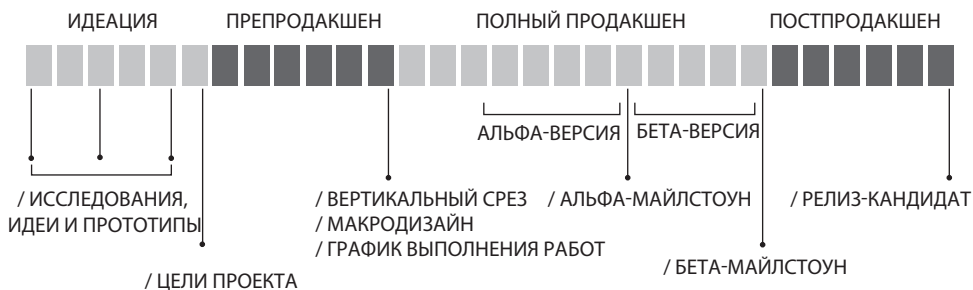 ИДЕАЦИЯ
ПРЕПРОДАКШЕН
ПОЛНЫЙ ПРОДАКШЕН
ПОСТПРОДАКШЕН
АЛЬФА-ВЕРСИЯ
БЕТА-ВЕРСИЯ
/ ИССЛЕДОВАНИЯ,
ИДЕИ И ПРОТОТИПЫ
/ ВЕРТИКАЛЬНЫЙ СРЕЗ
/ МАКРОДИЗАЙН
/ ГРАФИК ВЫПОЛНЕНИЯ РАБОТ
/ АЛЬФА-МАЙЛСТОУН
/ РЕЛИЗ-КАНДИДАТ
/ ЦЕЛИ ПРОЕКТА
/ БЕТА-МАЙЛСТОУН